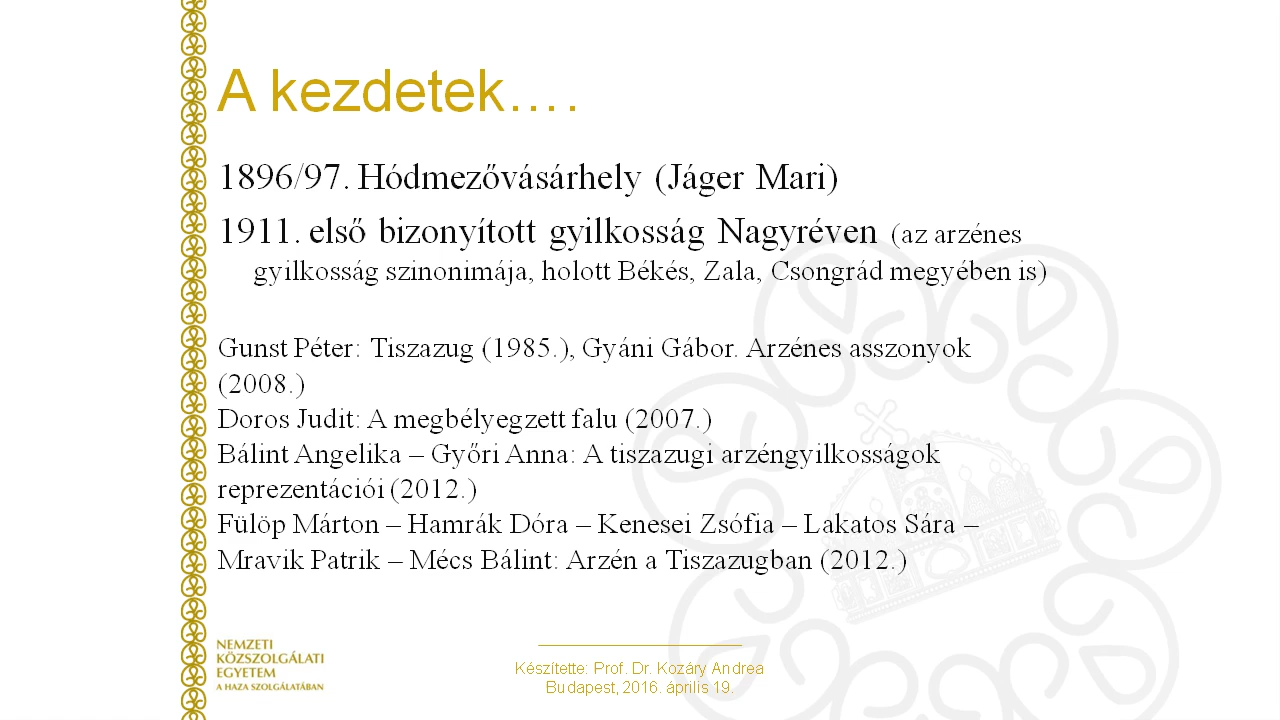 A kezdetek….
1896/97. Hódmezővásárhely (Jáger Mari)
1911. első bizonyított gyilkosság Nagyréven (az arzénes
gyilkosság szinonimája, holott Békés, Zala, Csongrád megyében is)
Gunst Péter: Tiszazug (1985.), Gyáni Gábor. Arzénes asszonyok
(2008.)
Doros Judit: A megbélyegzett falu (2007.)
Bálint Angelika – Győri Anna: A tiszazugi arzéngyilkosságok
reprezentációi (2012.)
Fülöp Márton – Hamrák Dóra – Kenesei Zsófia – Lakatos Sára –
Mravik Patrik – Mécs Bálint: Arzén a Tiszazugban (2012.)
NEMZETI
KÖZSZOLGÁLATI
EGYETEM
A HAZA SZOLGÁLATÁBAN
Készítette: Prof. Dr. Kozáry Andrea
Budapest, 2016. április 19.